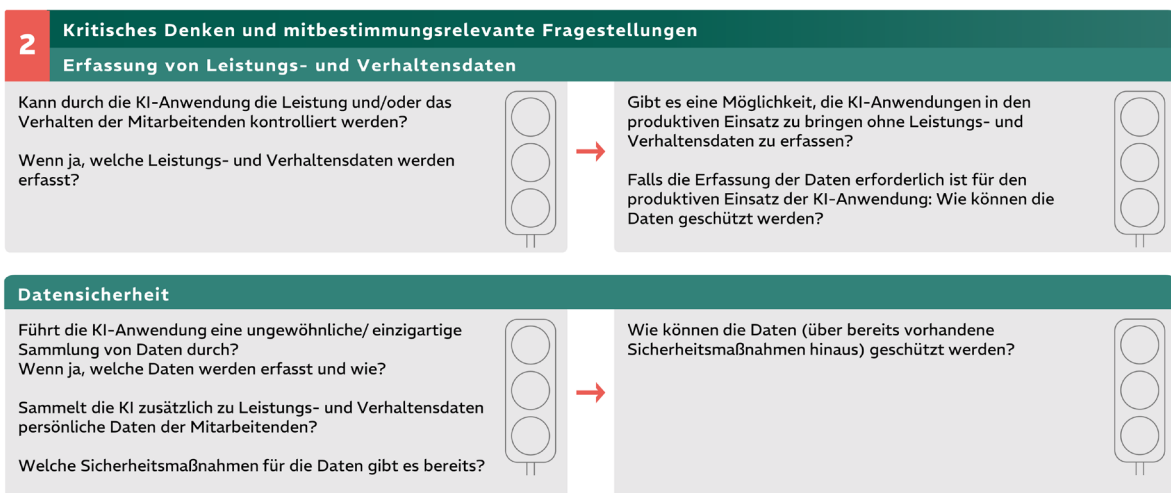 2
Kritisches Denken und mitbestimmungsrelevante Fragestellungen
Erfassung von Leistungs- und Verhaltensdaten
Kann durch die KI-Anwendung die Leistung und/oder das
Verhalten der Mitarbeitenden kontrolliert werden?
Wenn ja, welche Leistungs- und Verhaltensdaten werden
erfasst?
Gibt es eine Möglichkeit, die KI-Anwendungen in den
produktiven Einsatz zu bringen ohne Leistungs- und
Verhaltensdaten zu erfassen?
Falls die Erfassung der Daten erforderlich ist für den
produktiven Einsatz der KI-Anwendung: Wie können die
Daten geschützt werden?
Datensicherheit
Führt die KI-Anwendung eine ungewöhnliche/ einzigartige
Sammlung von Daten durch?
Wenn ja, welche Daten werden erfasst und wie?
Sammelt die KI zusätzlich zu Leistungs- und Verhaltensdaten
persönliche Daten der Mitarbeitenden?
Welche Sicherheitsmaßnahmen für die Daten gibt es bereits?
Wie können die Daten (über bereits vorhandene
Sicherheitsmaßnahmen hinaus) geschützt werden?